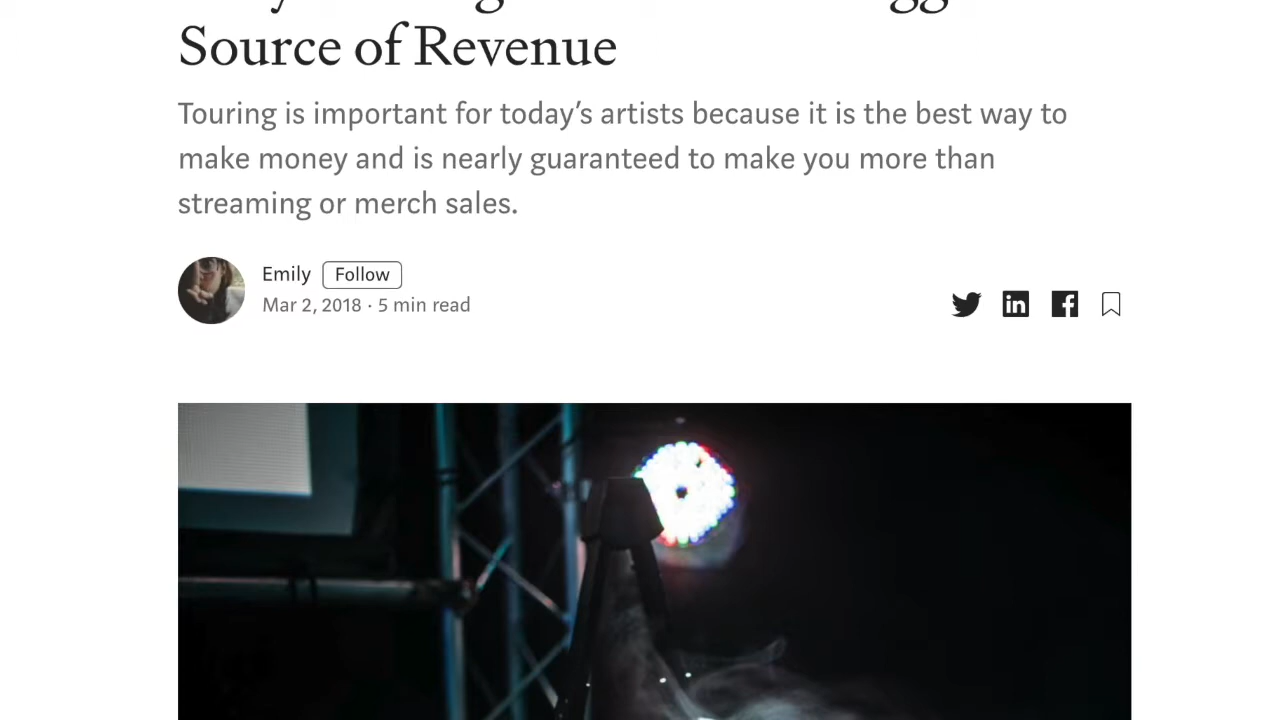 Source of Revenue
Touring is important for today's artists because it is the best way to
make money and is nearly guaranteed to make you more than
streaming or merch sales.
Emily Follow
Mar 2, 2018 · 5 min read